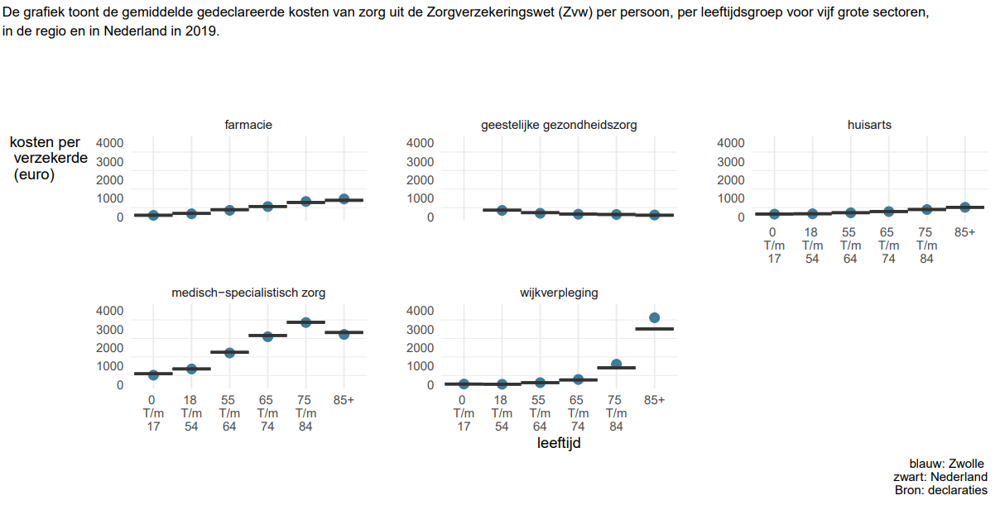 De grafiek toont de gemiddelde gedeclareerde kosten van zorg uit de Zorgverzekeringswet (Zvw) per persoon, per leeftijdsgroep voor vijf grote sectoren,
in de regio en in Nederland in 2019.
kosten per
verzekerde
(euro)
farmacie
4000
3000
2000
1000
0
geestelijke gezondheidszorg
4000
3000
2000
1000
0
huisarts
4000
3000
2000
1000
0
0 18 55 65 75 85+
T/m T/m T/m T/m T/m
17 54 64 74 84
medisch−specialistisch zorg
4000
3000
2000
1000
0
0 18 55 65 75 85+
T/m T/m T/m T/m T/m
17 54 64 74 84
wijkverpleging
4000
3000
2000
1000
0
0 18 55 65 75 85+
T/m T/m T/m T/m T/m
17 54 64 74 84
leeftijd
blauw: Zwolle
zwart: Nederland
Bron: declaraties